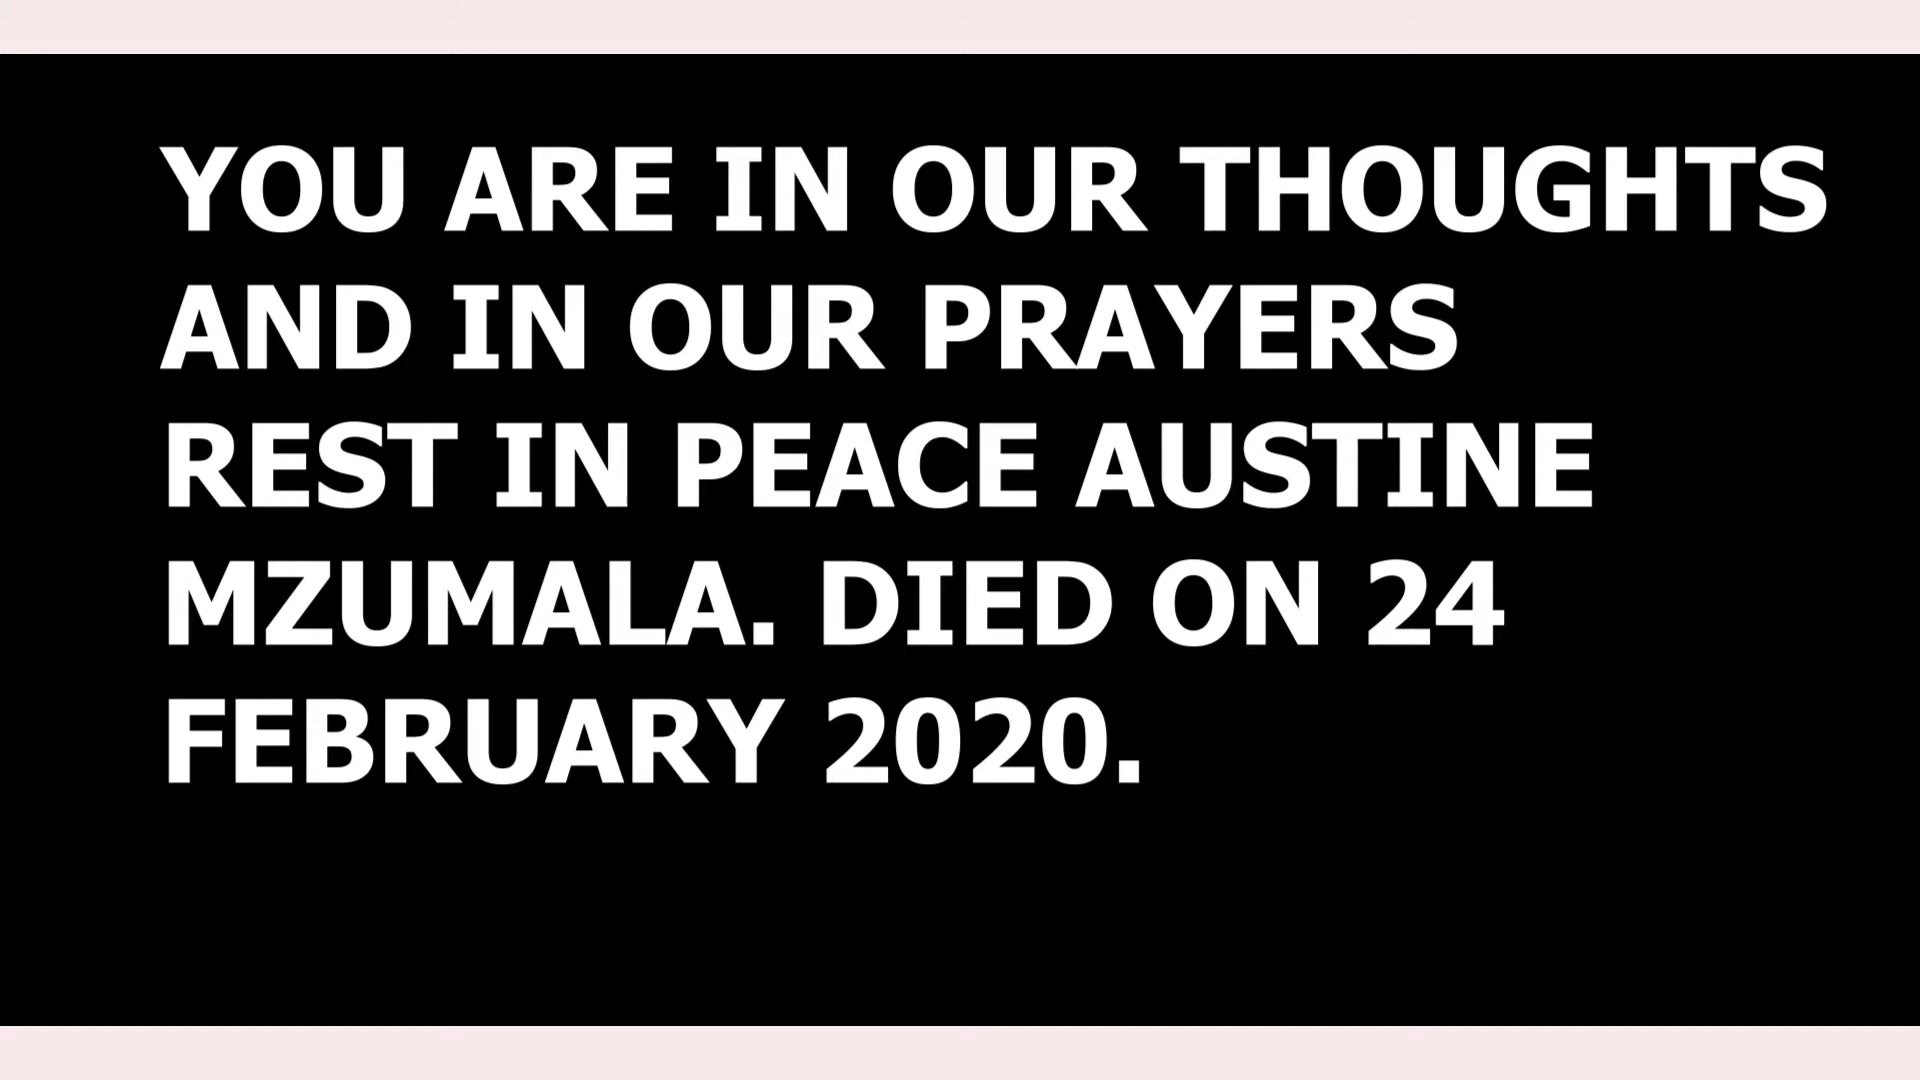 YOU ARE IN OUR THOUGHTS
AND IN OUR PRAYERS
REST IN PEACE AUSTINE
MZUMALA. DIED ON 24
FEBRUARY 2020.